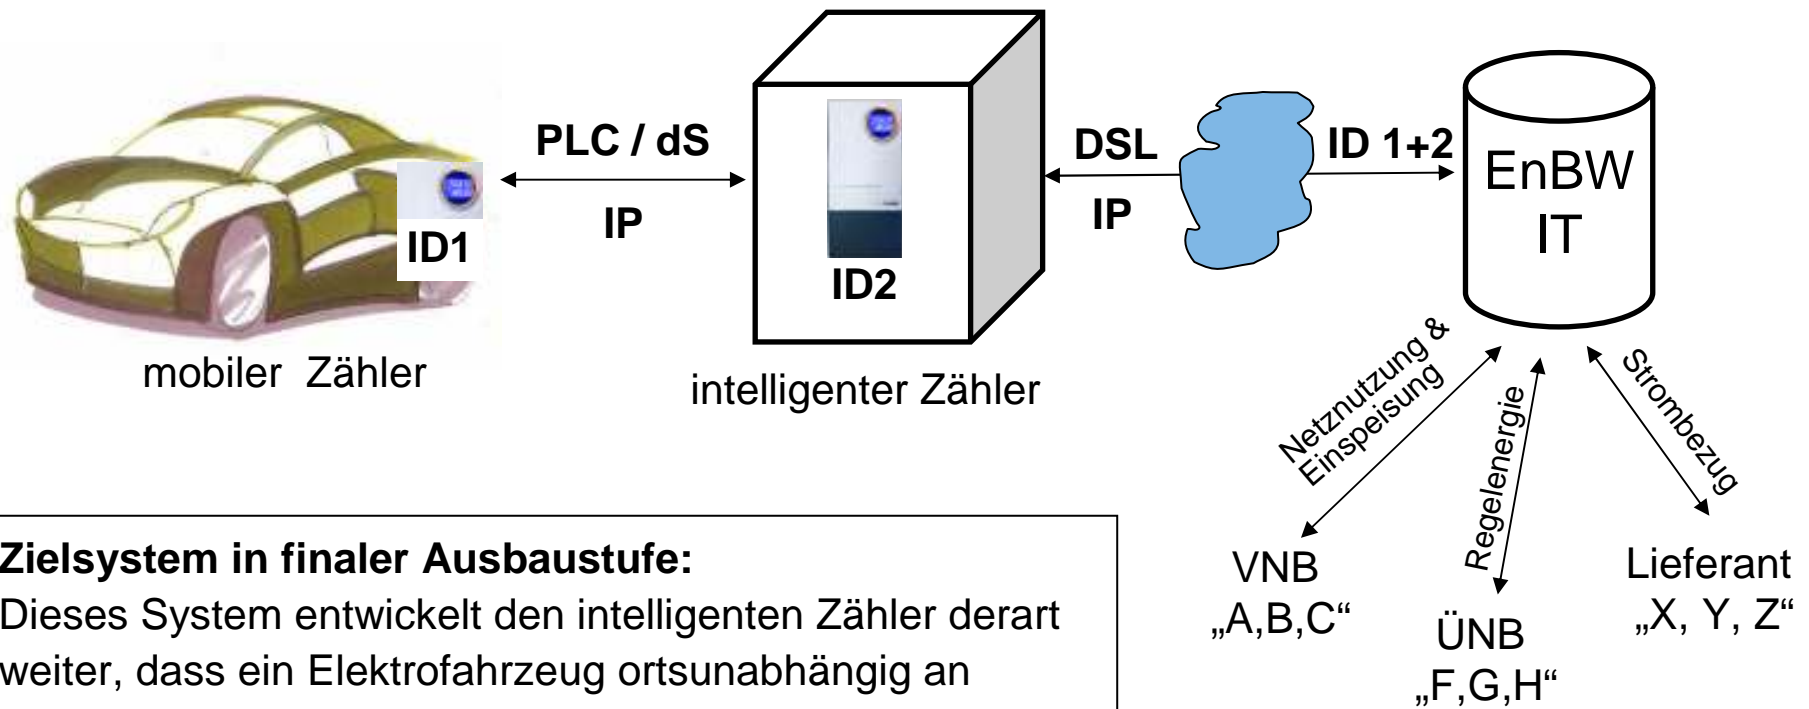 PLC / dS
IP
ID1
mobiler Zähler
ID2
intelligenter Zähler
DSL
IP
ID 1+2
EnBW
IT
Netznutzung &
Einspeisung
Regelenergie
Strombezug
VNB
„A,B,C“
ÜNB
„F,G,H“
Lieferant
„X, Y, Z“
Zielsystem in finaler Ausbaustufe:
Dieses System entwickelt den intelligenten Zähler derart
weiter, dass ein Elektrofahrzeug ortsunabhängig an